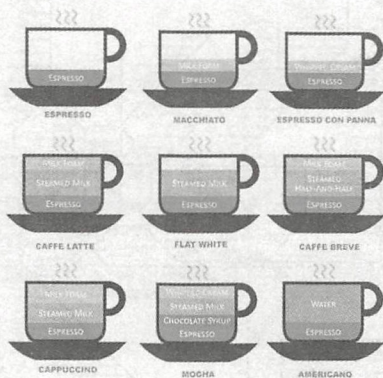 ESPRESSO
ESPRESSO
MILK FOAM
ESPRESSO
MACCHIATO
WHIPPED CREAM
ESPRESSO
ESPRESSO CON PANNA
MILK FOAM
STEAMED MILK
ESPRESSO
CAFFE LATTE
STEAMED MILK
ESPRESSO
FLAT WHITE
MILK FOAM
STEAMED
HALF-AND-HALF
ESPRESSO
CAFFE BREVE
MILK FOAM
STEAMED MILK
ESPRESSO
CAPPUCCINO
WHIPPED CREAM
STEAMED MILK
CHOCOLATE SYRUP
ESPRESSO
MOCHA
WATER
ESPRESSO
AMERICANO